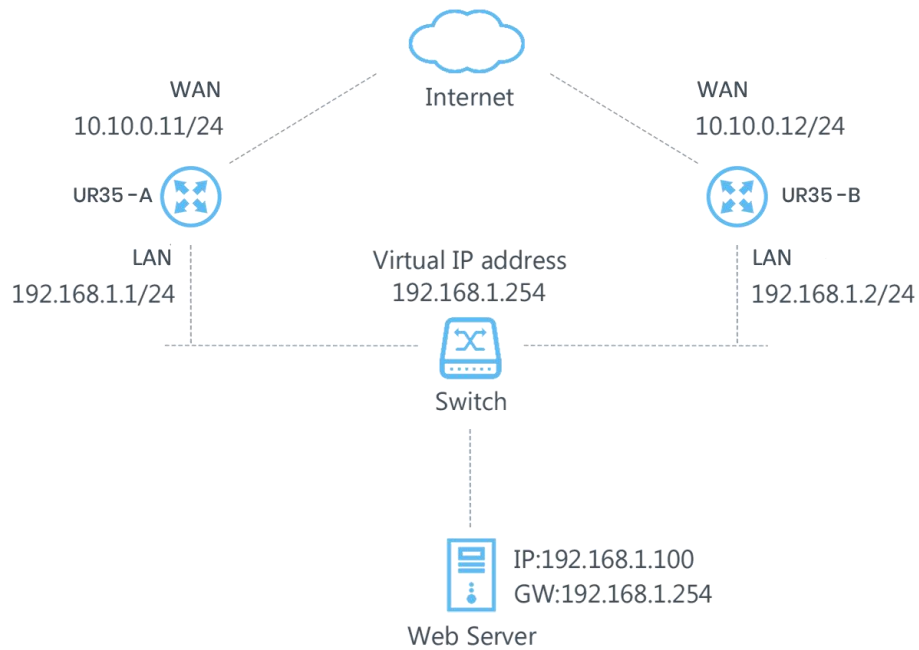 Internet
WAN
10.10.0.11/24
WAN
10.10.0.12/24
UR35-A
UR35-B
LAN
192.168.1.1/24
Virtual IP address
192.168.1.254
LAN
192.168.1.2/24
Switch
IP:192.168.1.100
GW:192.168.1.254
Web Server